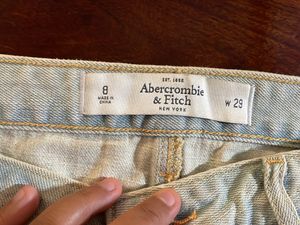 8
MADE IN
CHINA
EST. 1892
Abercrombie
& Fitch
NEW YORK
W 29